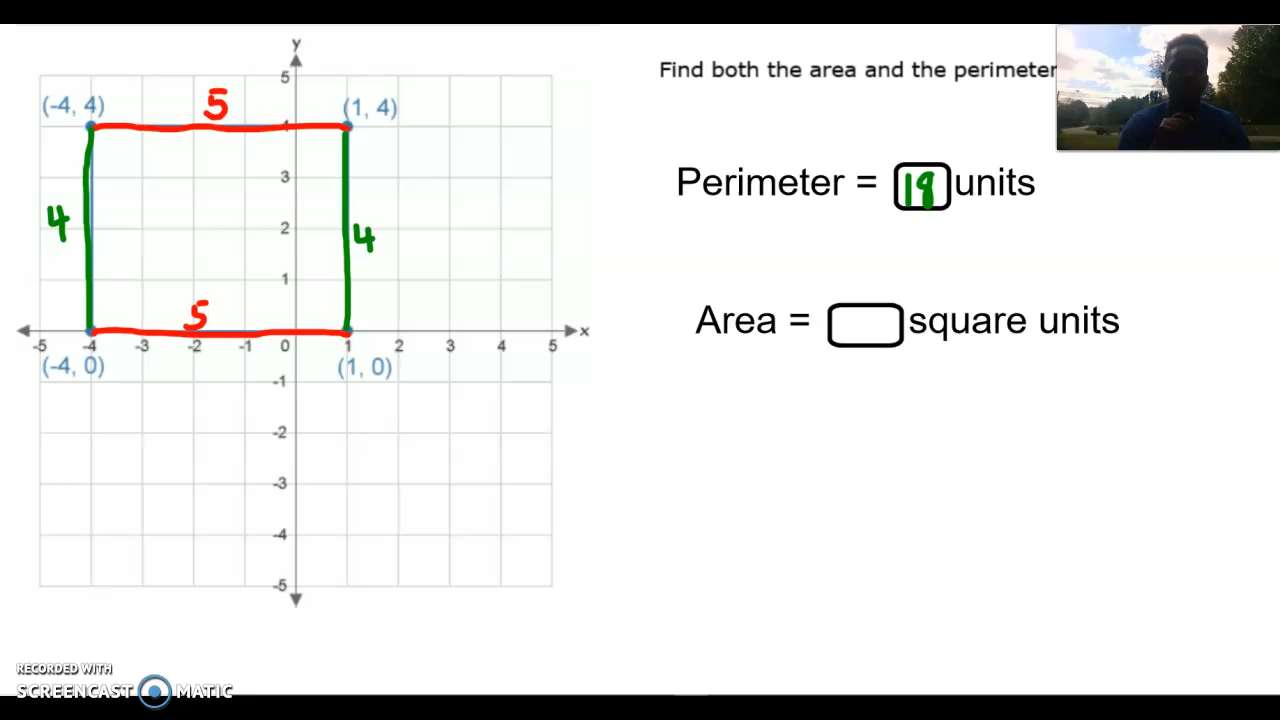 y
5
(-4, 4) 5 (1, 4) Find both the area and the perimeter
4
3 Perimeter = 18 units
4 2 4
1 Area = square units
5
x
-5 -4 -3 -2 -1 0 1 2 3 4 5
(-4, 0) (1, 0)
-1
-2
-3
-4
-5
RECORDED WITH
SCREENCAST MATIC